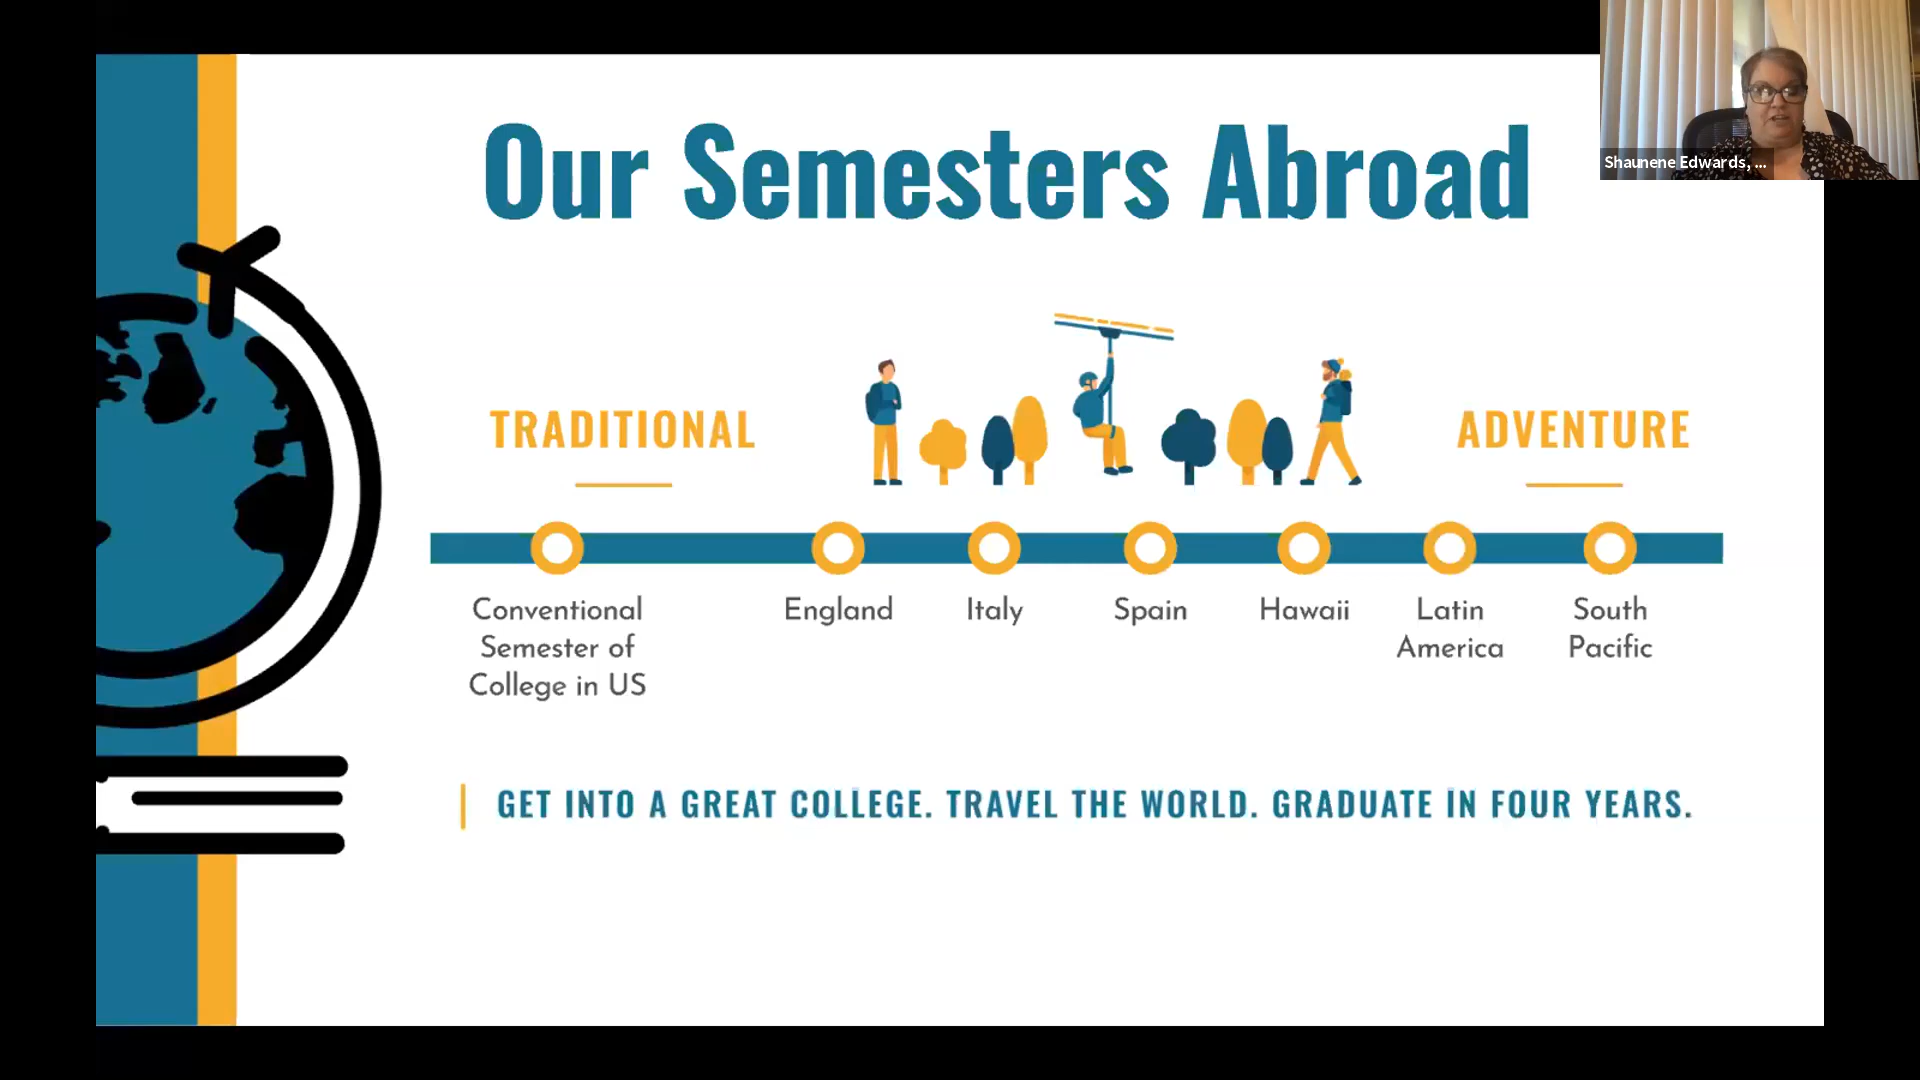 Our Semesters Abroad
Shaunene Edwards, ...
TRADITIONAL
ADVENTURE
Conventional
Semester of
College in US
England
Italy
Spain
Hawaii
Latin
America
South
Pacific
GET INTO A GREAT COLLEGE. TRAVEL THE WORLD. GRADUATE IN FOUR YEARS.